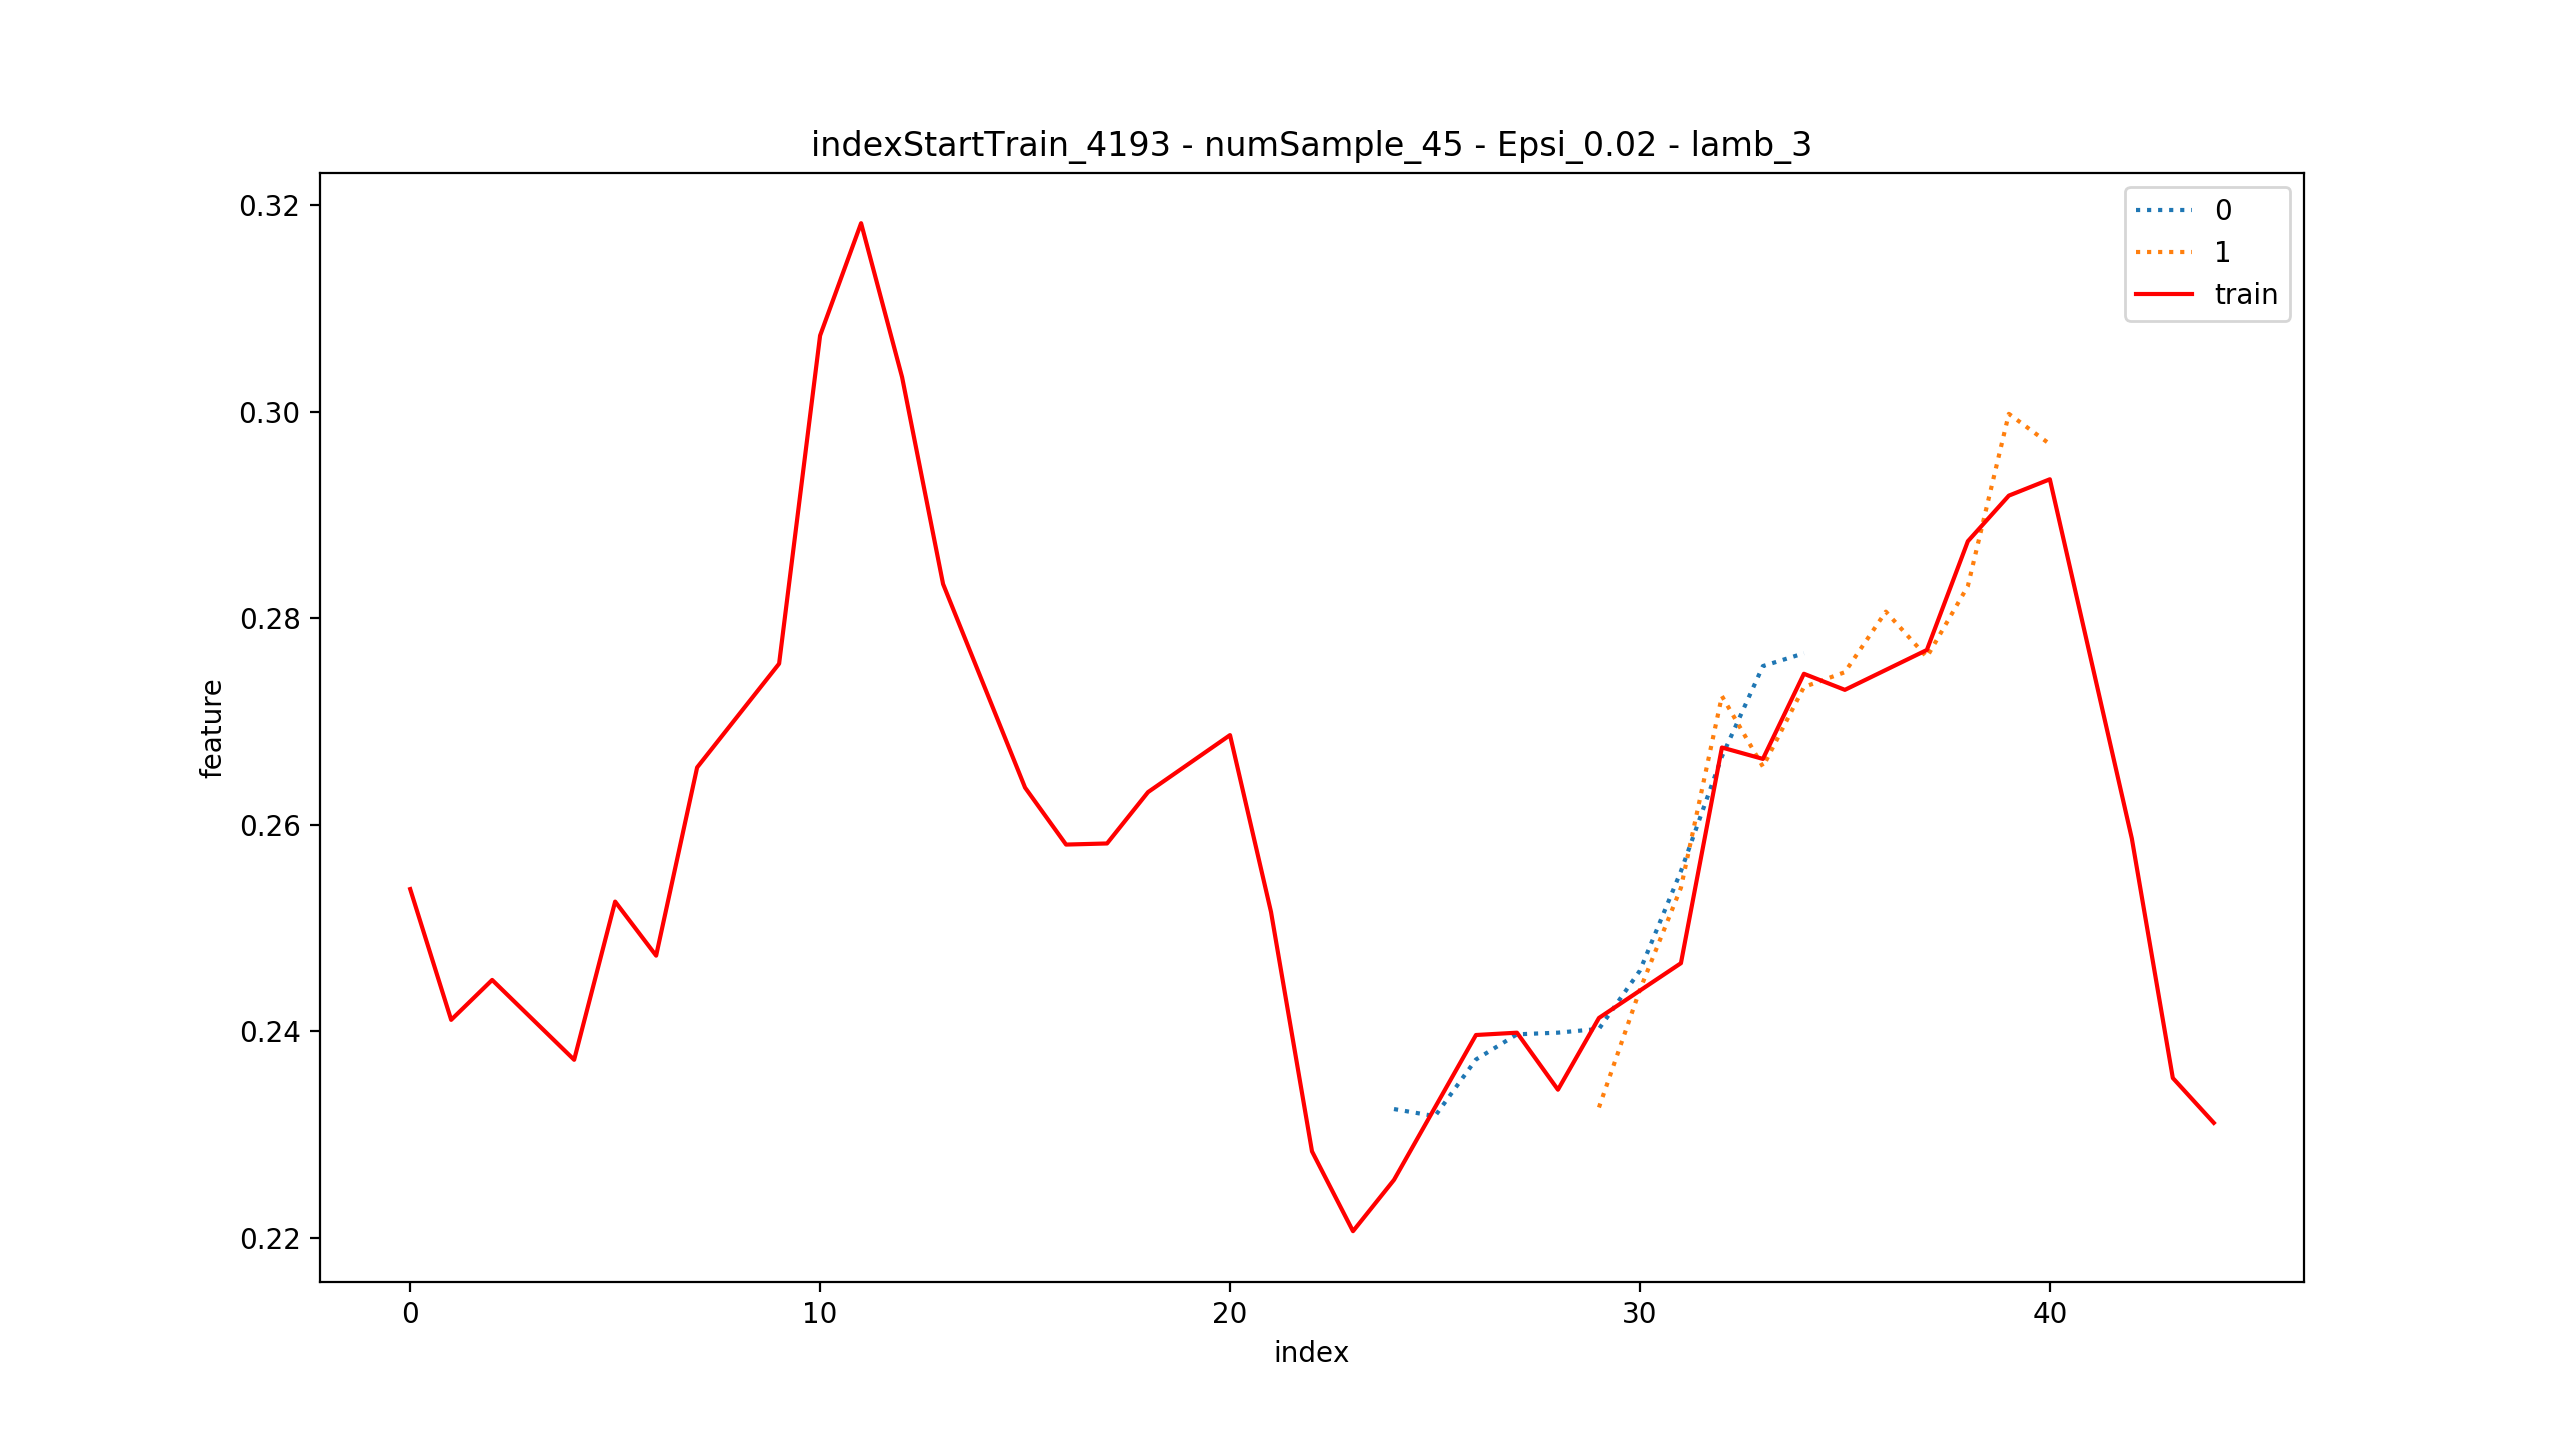 indexStartTrain_4193 - numSample_45 - Epsi_0.02 - lamb_3
0
1
train
0.32
0.30
0.28
0.26
0.24
0.22
feature
0 10 20 30 40
index